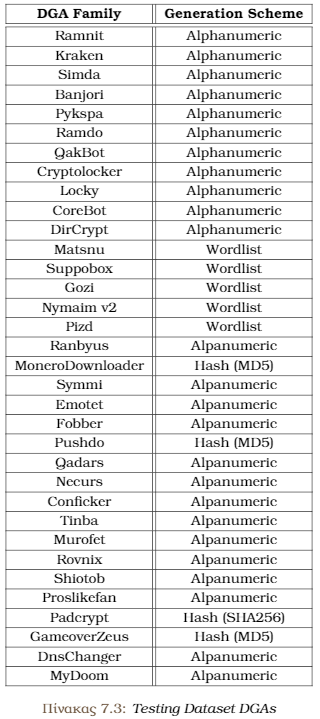 DGA Family Generation Scheme
Ramnit Alphanumeric
Kraken Alphanumeric
Simda Alphanumeric
Banjori Alphanumeric
Pykspa Alphanumeric
Ramdo Alphanumeric
QakBot Alphanumeric
Cryptolocker Alphanumeric
Locky Alphanumeric
CoreBot Alphanumeric
DirCrypt Alphanumeric
Matsnu Wordlist
Suppobox Wordlist
Gozi Wordlist
Nymaim v2 Wordlist
Pizd Wordlist
Ranbyus Alpanumeric
MoneroDownloader Hash (MD5)
Symmi Alpanumeric
Emotet Alpanumeric
Fobber Alpanumeric
Pushdo Hash (MD5)
Qadars Alpanumeric
Necurs Alpanumeric
Conficker Alpanumeric
Tinba Alpanumeric
Murofet Alpanumeric
Rovnix Alpanumeric
Shiotob Alpanumeric
Proslikefan Alpanumeric
Padcrypt Hash (SHA256)
GameoverZeus Hash (MD5)
DnsChanger Alpanumeric
MyDoom Alpanumeric
Πίνακας 7.3: Testing Dataset DGAs